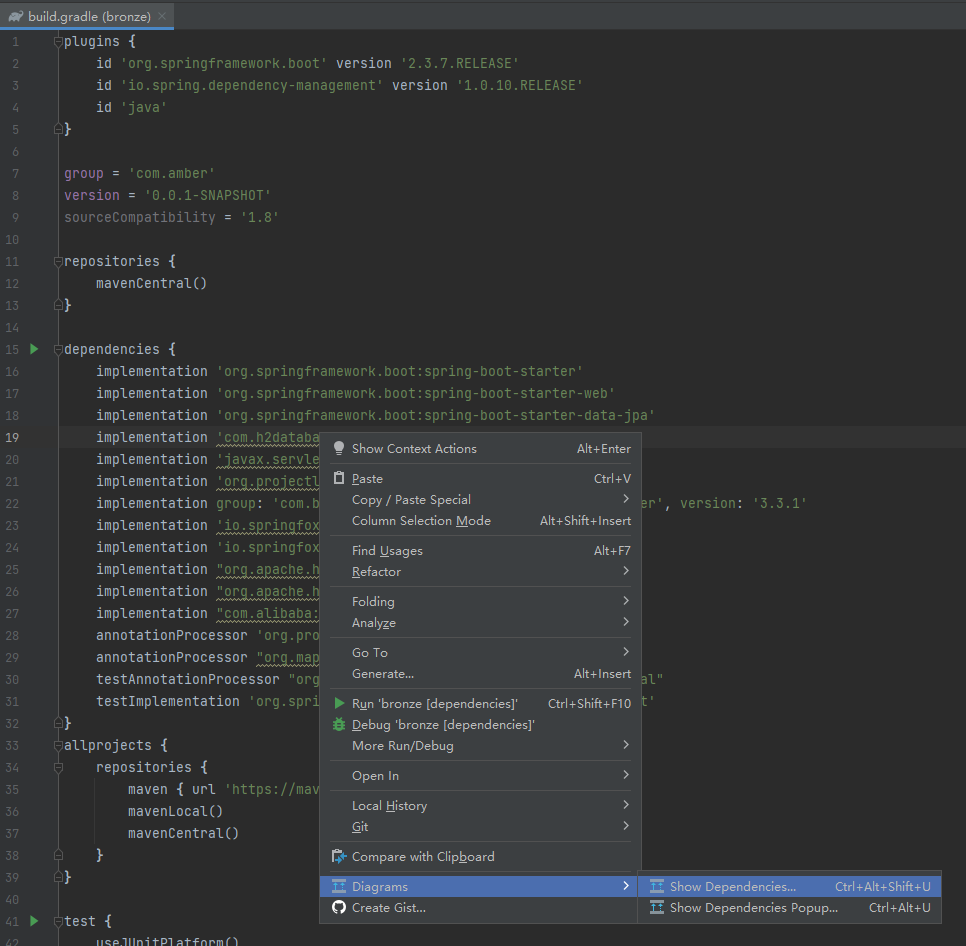 build.gradle (bronze)
1 plugins {
2 id 'org.springframework.boot' version '2.3.7.RELEASE'
3 id 'io.spring.dependency-management' version '1.0.10.RELEASE'
4 id 'java'
5 }
6
7 group = 'com.amber'
8 version = '0.0.1-SNAPSHOT'
9 sourceCompatibility = '1.8'
10
11 repositories {
12 mavenCentral()
13 }
14
15 dependencies {
16 implementation 'org.springframework.boot:spring-boot-starter'
17 implementation 'org.springframework.boot:spring-boot-starter-web'
18 implementation 'org.springframework.boot:spring-boot-starter-data-jpa'
19 implementation 'com.h2databa
20 implementation 'javax.servle
21 implementation 'org.projectl
22 implementation group: 'com.b er', version: '3.3.1'
23 implementation 'io.springfox
24 implementation 'io.springfox
25 implementation "org.apache.h
26 implementation "org.apache.h
27 implementation "com.alibaba:
28 annotationProcessor 'org.pro
29 annotationProcessor "org.map
30 testAnnotationProcessor "org al"
31 testImplementation 'org.spri t'
32 }
33 allprojects {
34 repositories {
35 maven { url 'https://mav
36 mavenLocal()
37 mavenCentral()
38 }
39 }
40
41 test {
42 useJUnitPlatform()
Show Context Actions Alt+Enter
Paste Ctrl+V
Copy / Paste Special
Column Selection Mode Alt+Shift+Insert
Find Usages Alt+F7
Refactor
Folding
Analyze
Go To
Generate... Alt+Insert
Run 'bronze [dependencies]' Ctrl+Shift+F10
Debug 'bronze [dependencies]'
More Run/Debug
Open In
Local History
Git
Compare with Clipboard
Diagrams
Create Gist...
Show Dependencies... Ctrl+Alt+Shift+U
Show Dependencies Popup... Ctrl+Alt+U